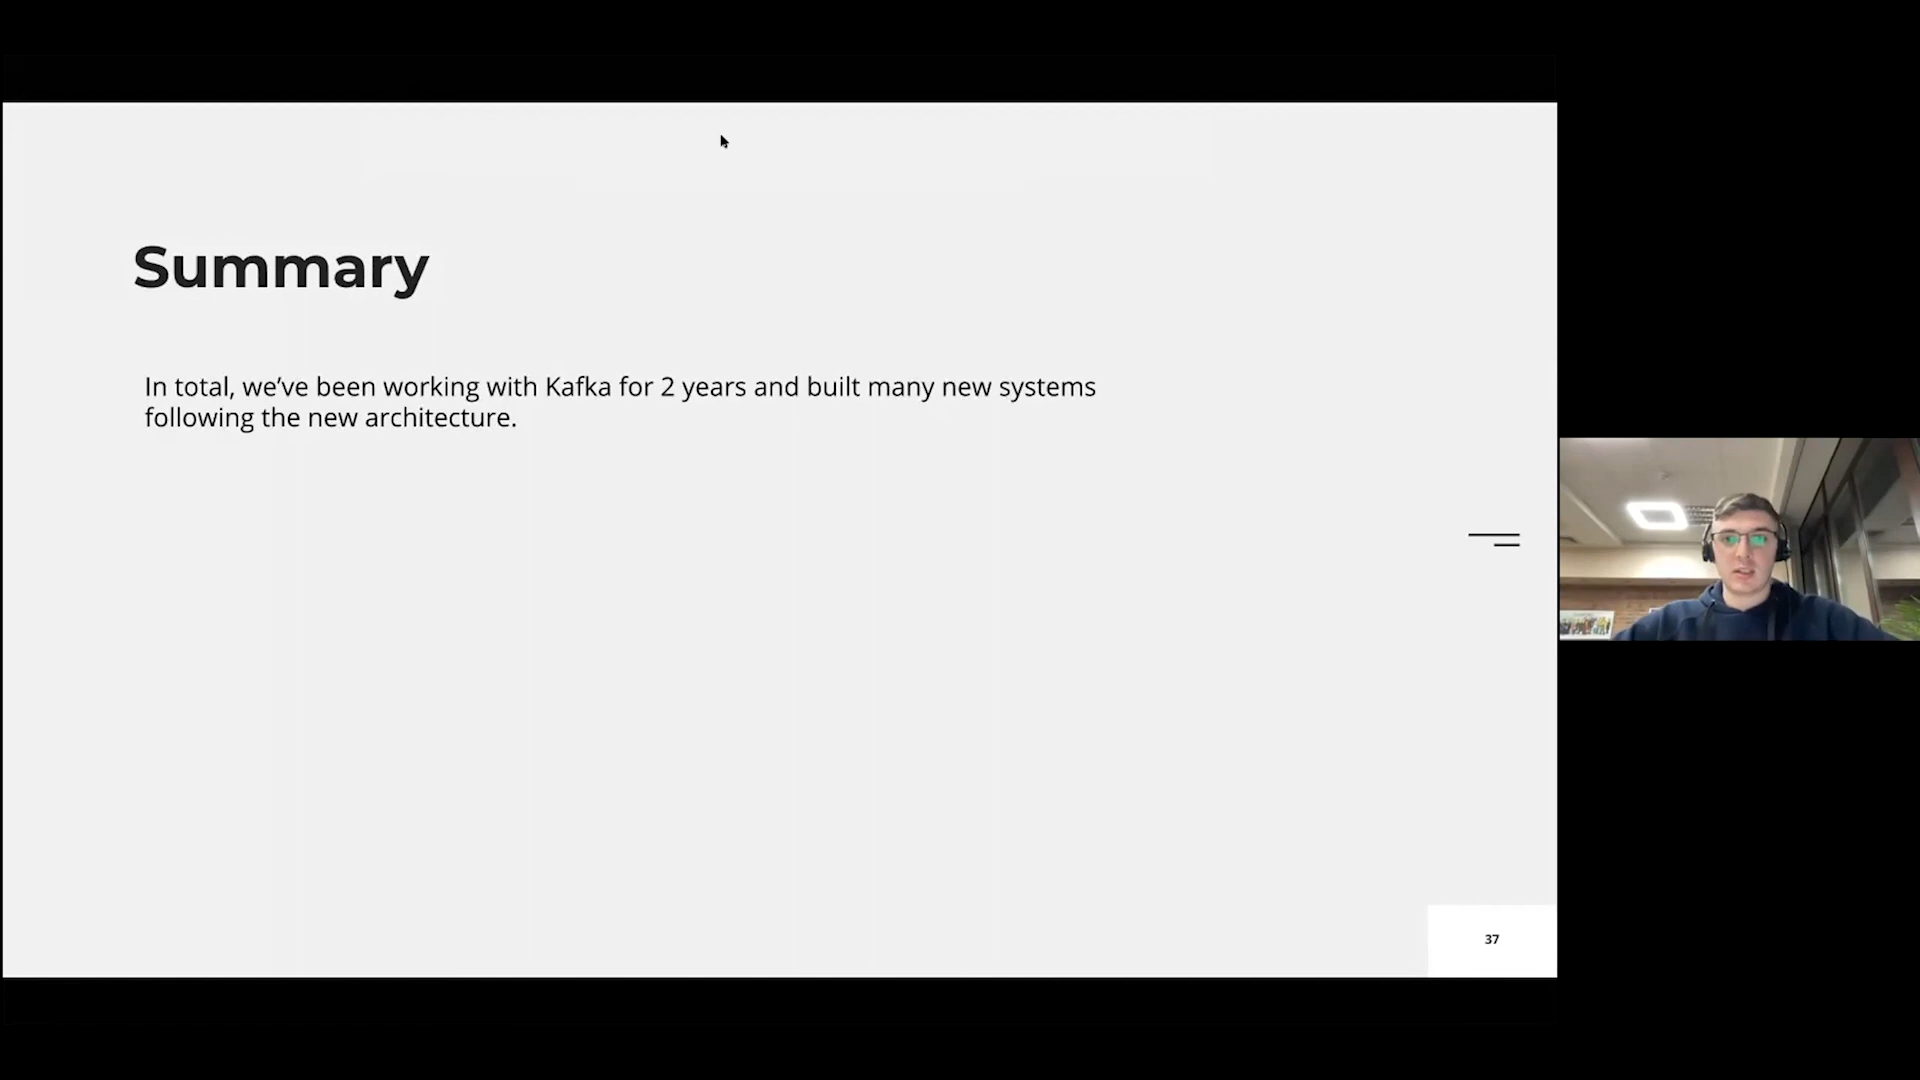 Summary
In total, we’ve been working with Kafka for 2 years and built many new systems
following the new architecture.
37